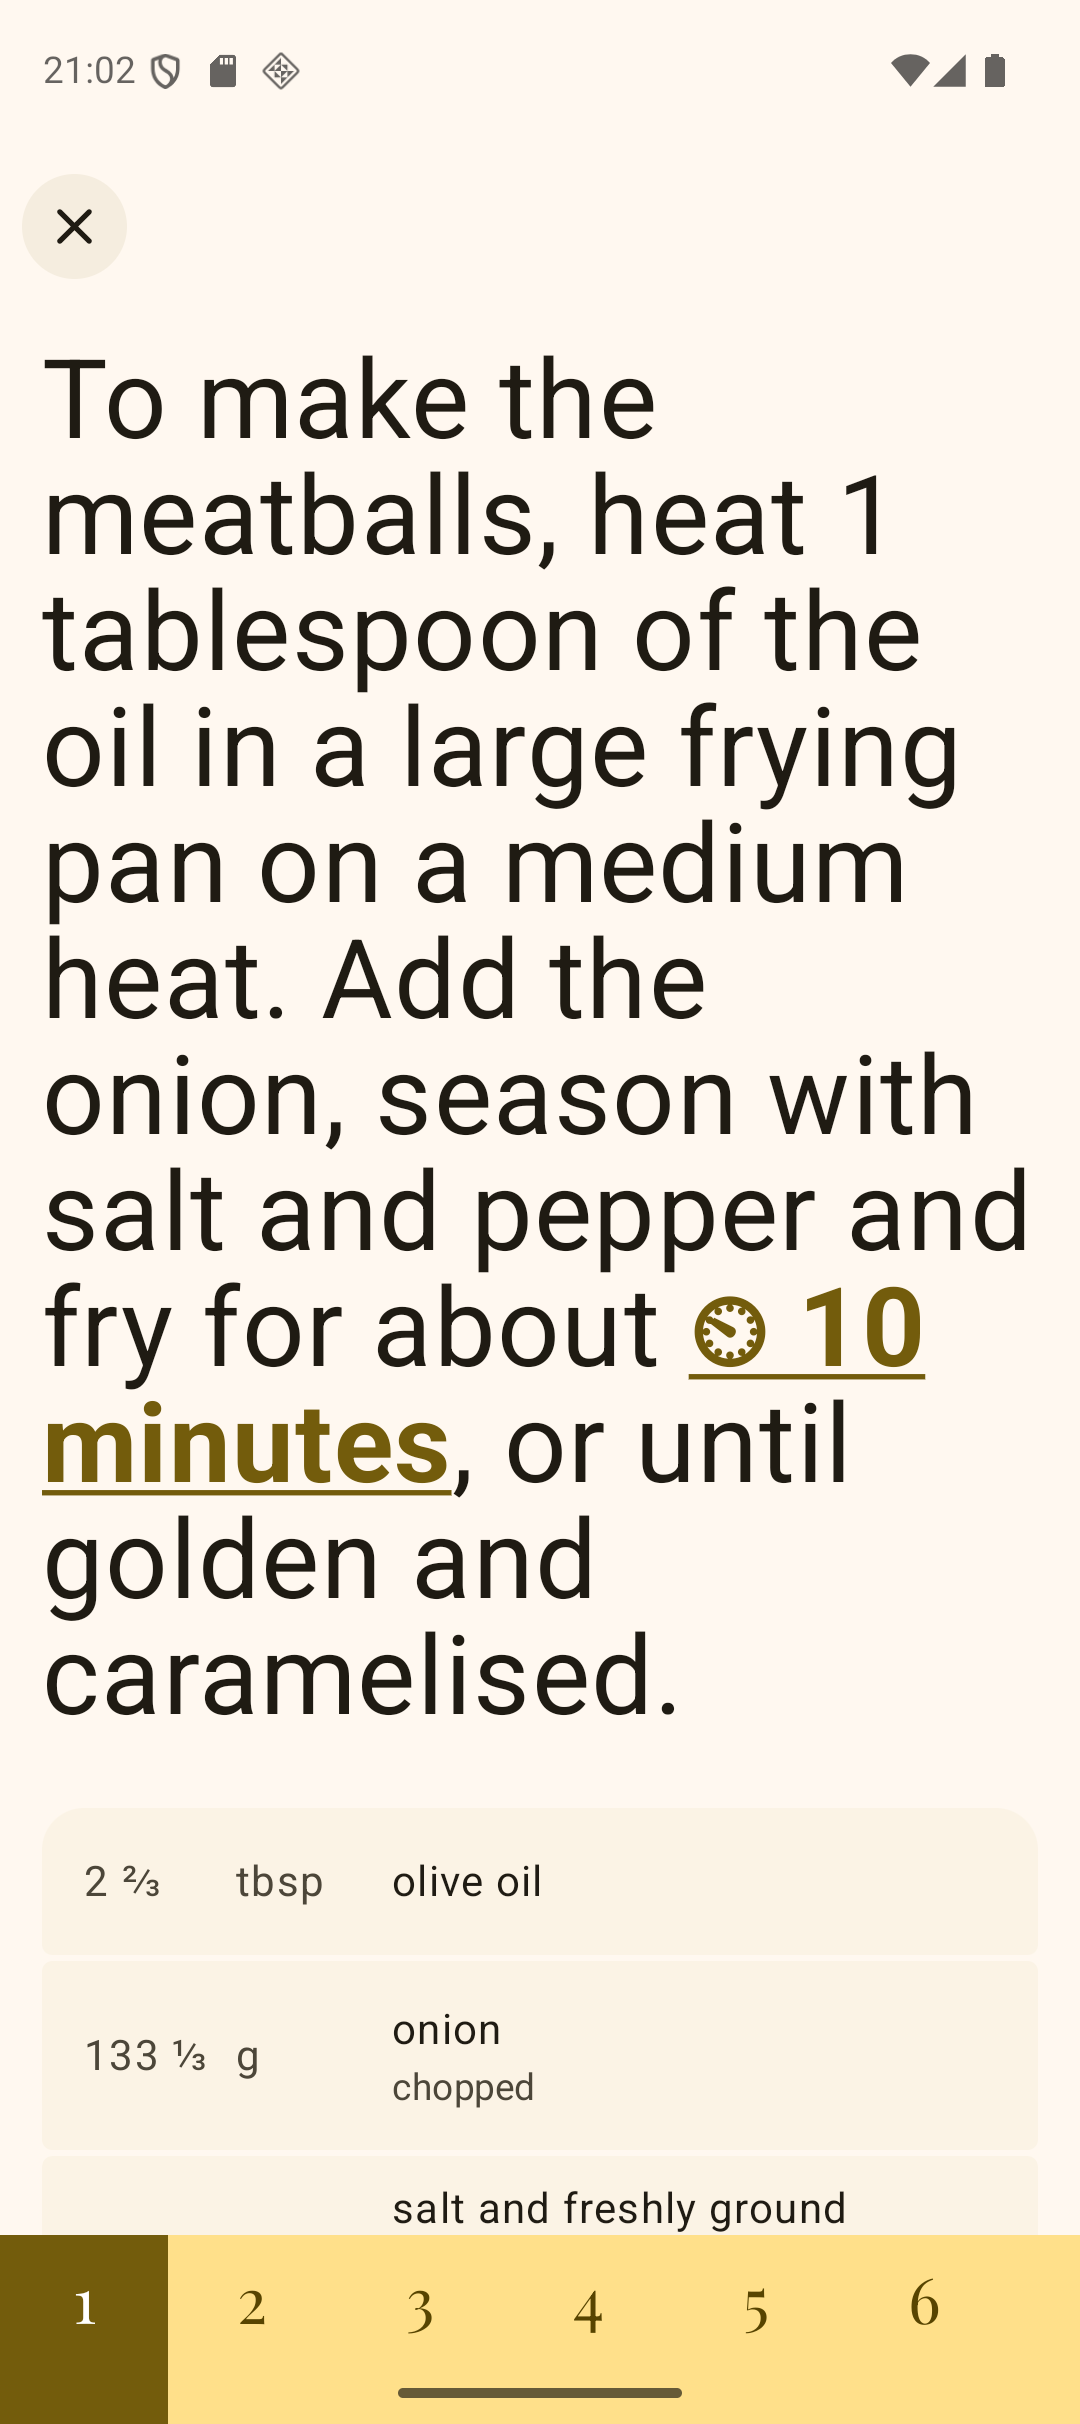 21:02
To make the
meatballs, heat 1
tablespoon of the
oil in a large frying
pan on a medium
heat. Add the
onion, season with
salt and pepper and
fry for about 10
minutes, or until
golden and
caramelised.
2 ⅔ tbsp olive oil
133 ⅓ g onion
chopped
salt and freshly ground
1 2 3 4 5 6